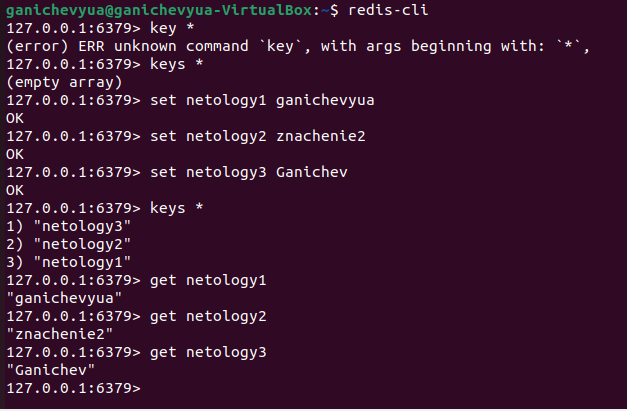 ganichevyua@ganichevyua-VirtualBox:~$ redis-cli
127.0.0.1:6379> key *
(error) ERR unknown command `key`, with args beginning with: `*`,
127.0.0.1:6379> keys *
(empty array)
127.0.0.1:6379> set netology1 ganichevyua
OK
127.0.0.1:6379> set netology2 znachenie2
OK
127.0.0.1:6379> set netology3 Ganichev
OK
127.0.0.1:6379> keys *
1) "netology3"
2) "netology2"
3) "netology1"
127.0.0.1:6379> get netology1
"ganichevyua"
127.0.0.1:6379> get netology2
"znachenie2"
127.0.0.1:6379> get netology3
"Ganichev"
127.0.0.1:6379>